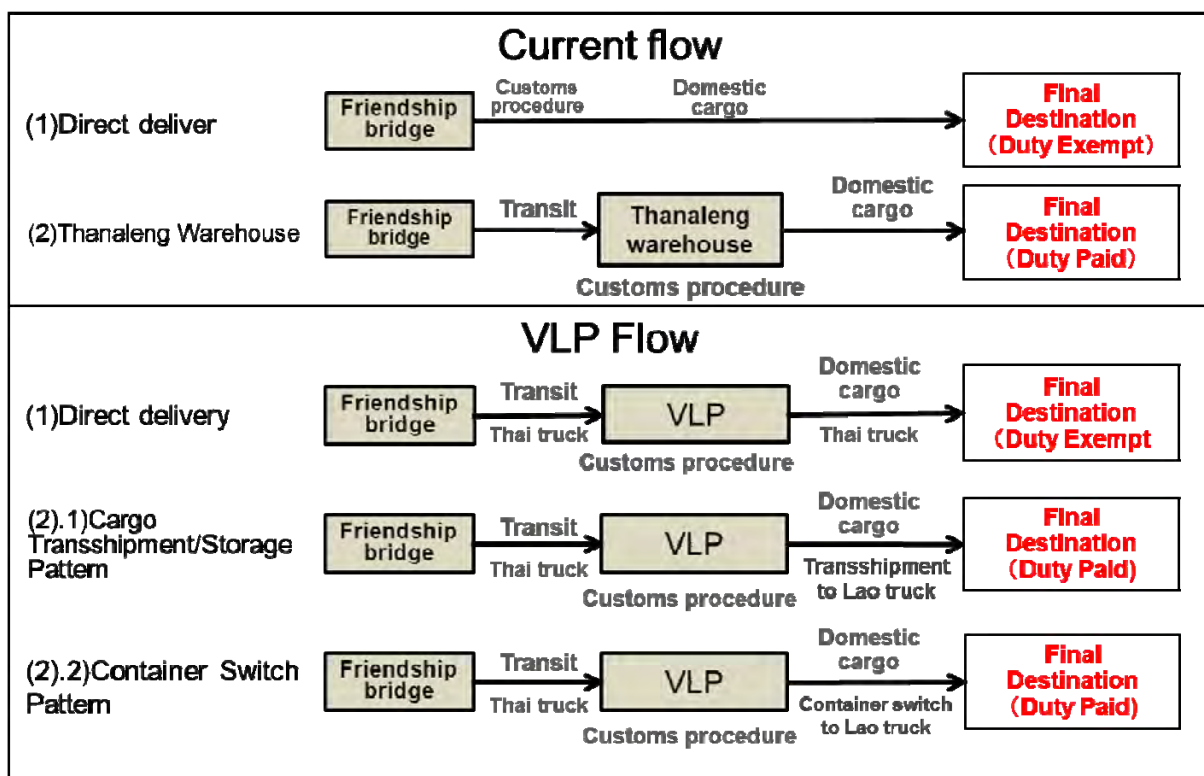 Current flow
(1)Direct deliver
Friendship
bridge
Customs
procedure
Domestic
cargo
Final
Destination
(Duty Exempt)
(2)Thanaleng Warehouse
Friendship
bridge
Transit
Thanaleng
warehouse
Customs procedure
Domestic
cargo
Final
Destination
(Duty Paid)
VLP Flow
(1)Direct delivery
Friendship
bridge
Transit
Thai truck
VLP
Customs procedure
Domestic
cargo
Thai truck
Final
Destination
(Duty Exempt
(2).1)Cargo
Transshipment/Storage
Pattern
Friendship
bridge
Transit
Thai truck
VLP
Customs procedure
Domestic
cargo
Transshipment
to Lao truck
Final
Destination
(Duty Paid)
(2).2)Container Switch
Pattern
Friendship
bridge
Transit
Thai truck
VLP
Customs procedure
Domestic
cargo
Container switch
to Lao truck
Final
Destination
(Duty Paid)